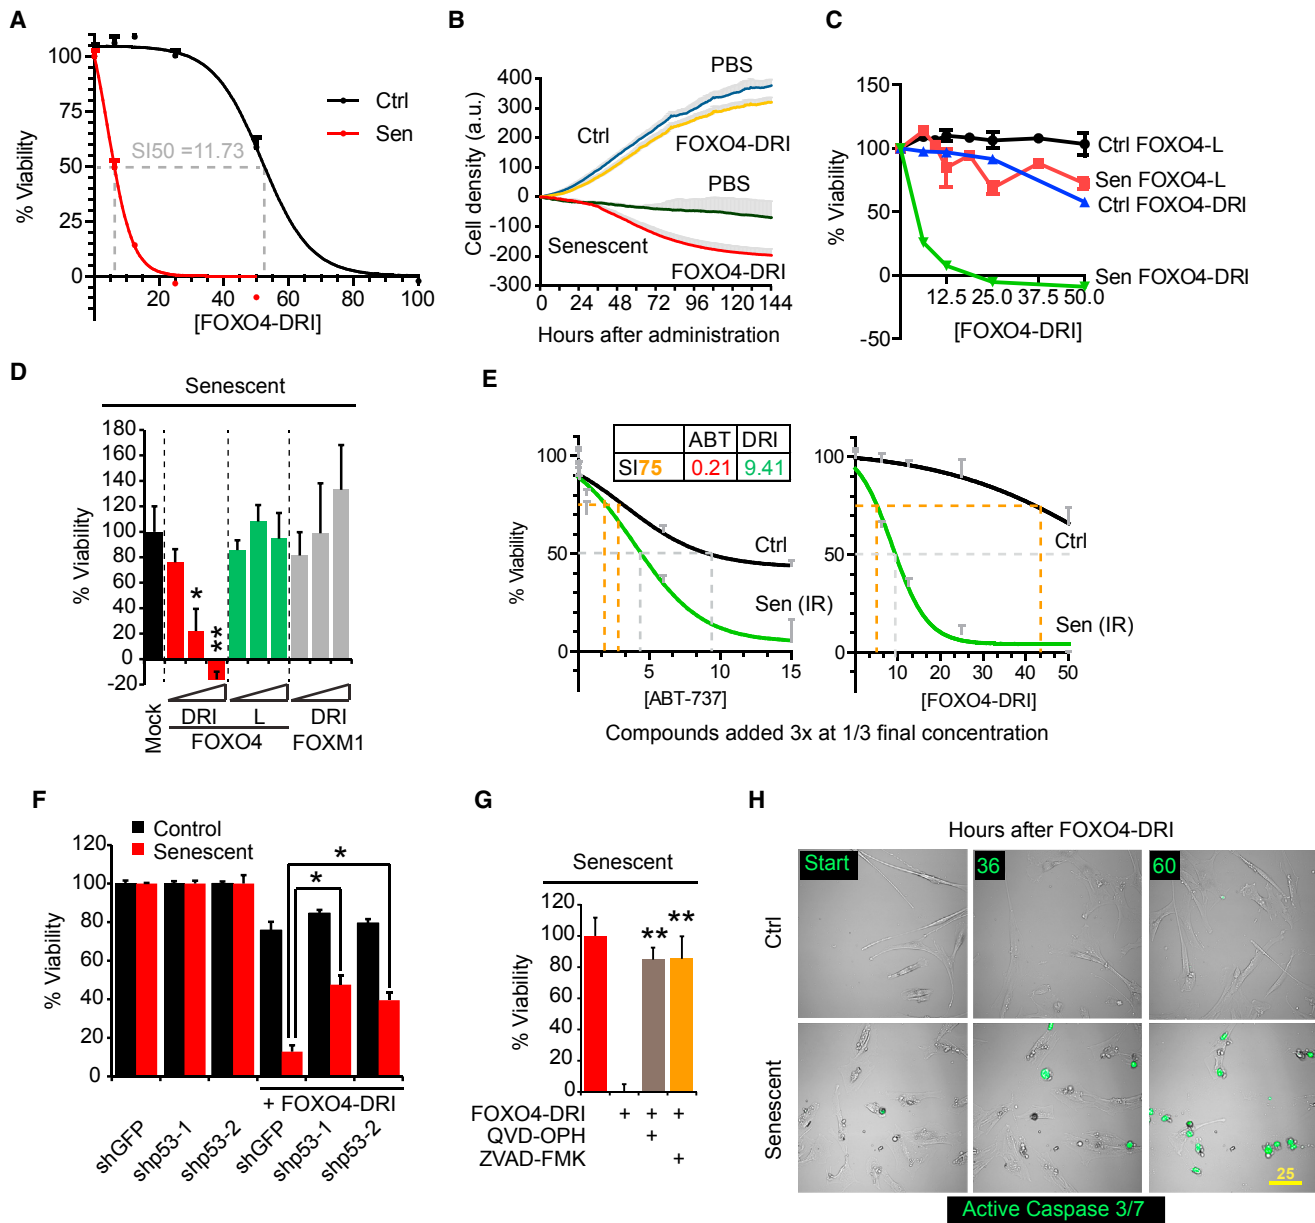 A
100
75
50
25
0
% Viability
SI50 =11.73
Ctrl
Sen
20
40
60
80
100
[FOXO4-DRI]
B
400
300
200
100
0
-100
-200
-300
Cell density (a.u.)
PBS
Ctrl
FOXO4-DRI
PBS
Senescent
FOXO4-DRI
0 24 48 72 96 120 144
Hours after administration
C
150
100
50
0
-50
% Viability
Ctrl FOXO4-L
Sen FOXO4-L
Ctrl FOXO4-DRI
Sen FOXO4-DRI
12.5 25.0 37.5 50.0
[FOXO4-DRI]
D
Senescent
180
160
140
120
100
80
60
40
20
0
-20
% Viability
*
**
Mock
DRI L DRI
FOXO4 FOXM1
E
ABT DRI
SI75 0.21 9.41
100
50
0
% Viability
Ctrl
Sen (IR)
5 10 15
[ABT-737]
100
50
0
Ctrl
Sen (IR)
10 20 30 40 50
[FOXO4-DRI]
Compounds added 3x at 1/3 final concentration
F
Control
Senescent
120
100
80
60
40
20
0
% Viability
*
*
+ FOXO4-DRI
shGFP
shp53-1
shp53-2
shGFP
shp53-1
shp53-2
G
Senescent
120
100
80
60
40
20
0
% Viability
**
**
FOXO4-DRI + + +
QVD-OPH +
ZVAD-FMK +
H
Hours after FOXO4-DRI
Start
36
60
Ctrl
Senescent
25
Active Caspase 3/7